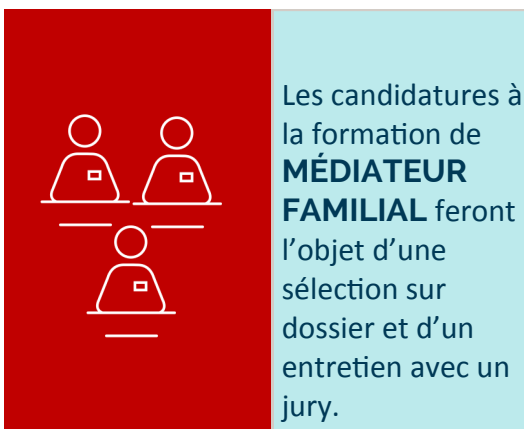 Les candidatures à
la formation de
MÉDIATEUR
FAMILIAL feront
l’objet d’une
sélection sur
dossier et d’un
entretien avec un
jury.